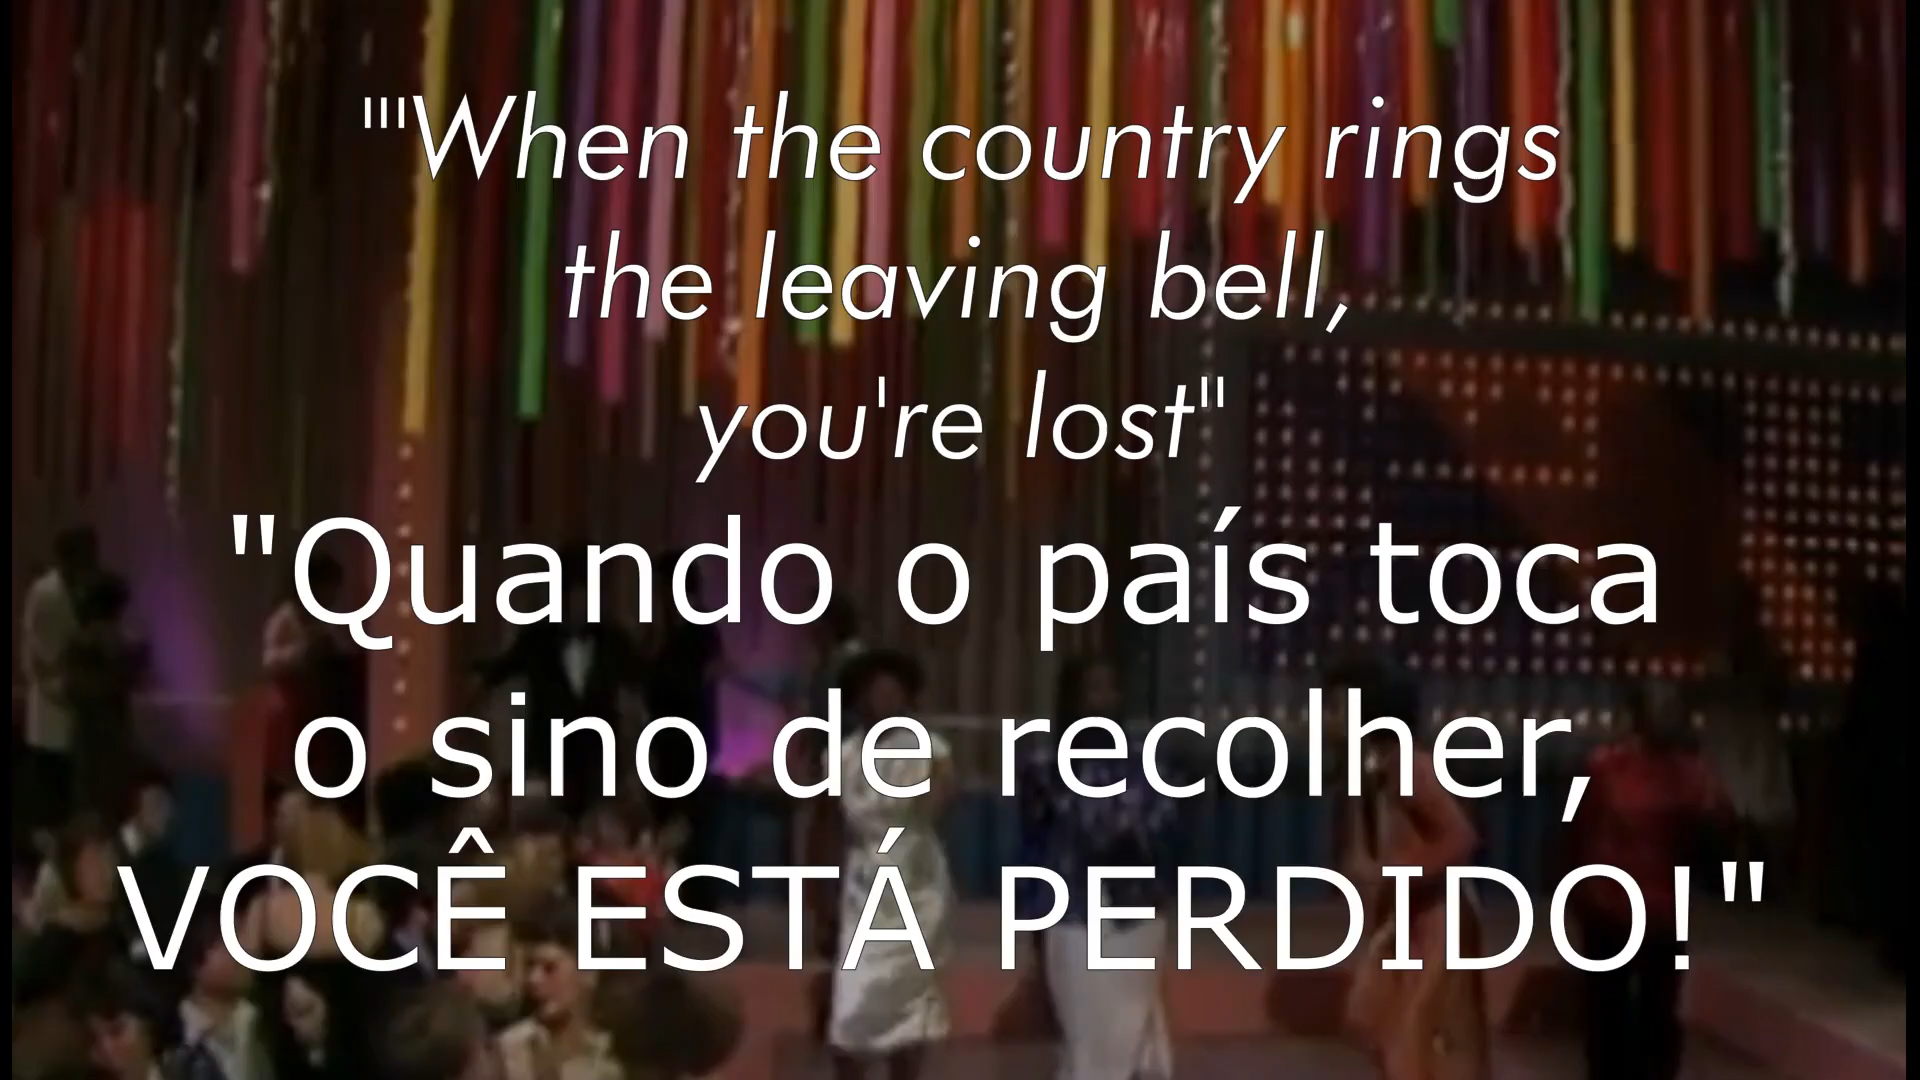 "'"When the country rings
the leaving bell,
you're lost"
"Quando o país toca
o sino de recolher,
VOCÊ ESTÁ PERDIDO!"